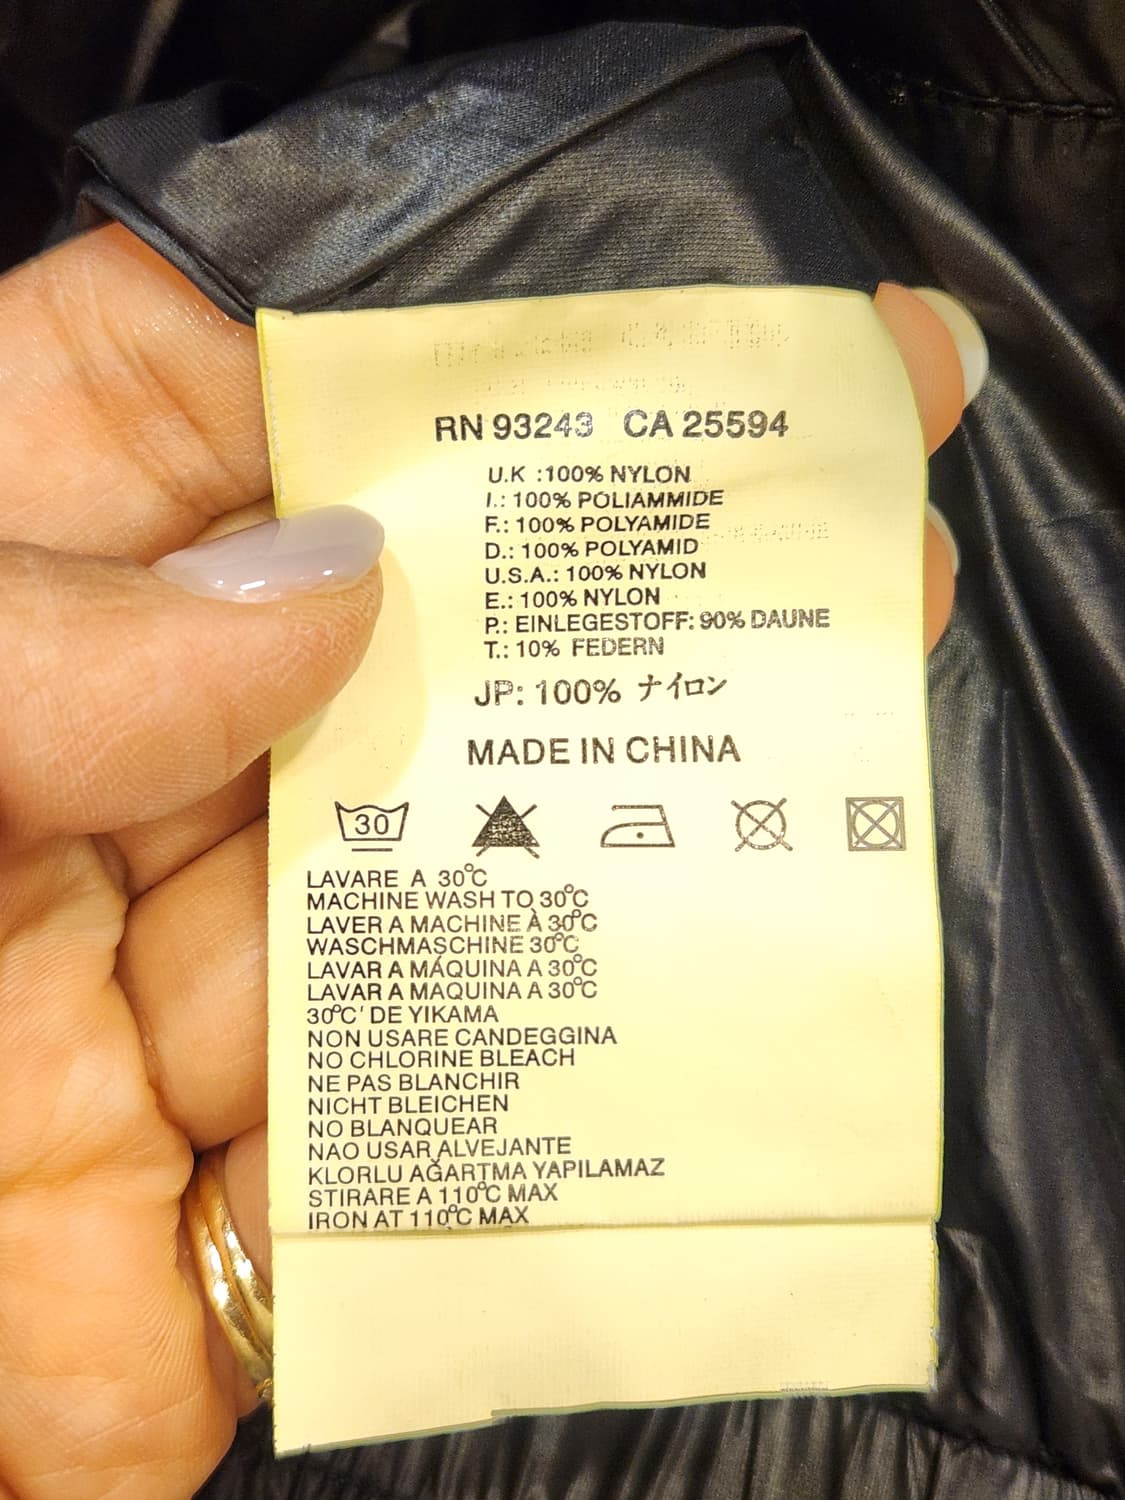 RN 93243 CA 25594
U.K :100% NYLON
I.: 100% POLIAMMIDE
F.: 100% POLYAMIDE
D.: 100% POLYAMID
U.S.A.: 100% NYLON
E.: 100% NYLON
P.: EINLEGESTOFF: 90% DAUNE
T.: 10% FEDERN
JP: 100% ナイロン
MADE IN CHINA
30
LAVARE A 30°C
MACHINE WASH TO 30°C
LAVER A MACHINE À 30°C
WASCHMASCHINE 30°C
LAVAR A MÁQUINA A 30°C
LAVAR A MAQUINA A 30°C
30°C' DE YIKAMA
NON USARE CANDEGGINA
NO CHLORINE BLEACH
NE PAS BLANCHIR
NICHT BLEICHEN
NO BLANQUEAR
NAO USAR ALVEJANTE
KLORLU AĞARTMA YAPILAMAZ
STIRARE A 110°C MAX
IRON AT 110°C MAX